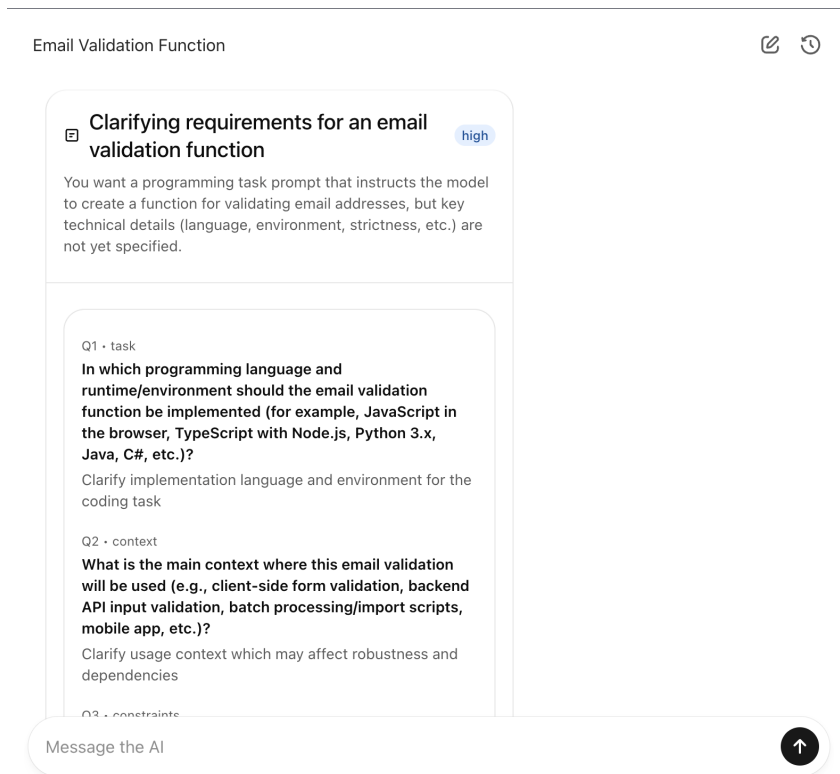 Email Validation Function
Clarifying requirements for an email
validation function
high
You want a programming task prompt that instructs the model
to create a function for validating email addresses, but key
technical details (language, environment, strictness, etc.) are
not yet specified.
Q1 • task
In which programming language and
runtime/environment should the email validation
function be implemented (for example, JavaScript in
the browser, TypeScript with Node.js, Python 3.x,
Java, C#, etc.)?
Clarify implementation language and environment for the
coding task
Q2 • context
What is the main context where this email validation
will be used (e.g., client-side form validation, backend
API input validation, batch processing/import scripts,
mobile app, etc.)?
Clarify usage context which may affect robustness and
dependencies
Q3 • constraints
Message the AI